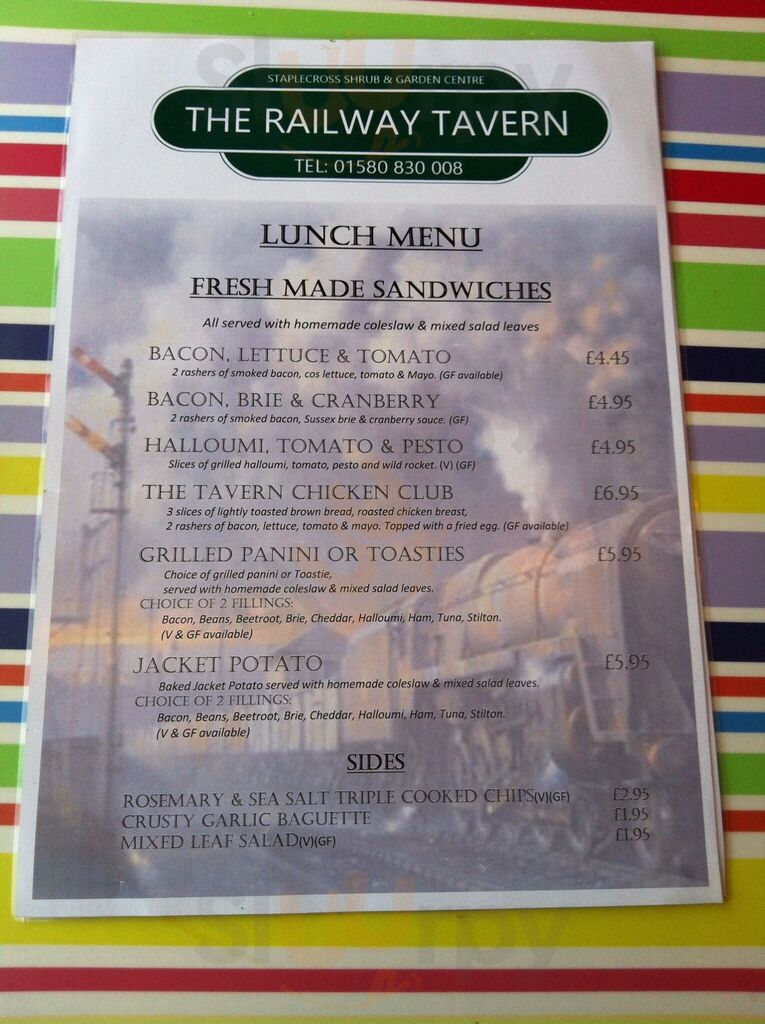 STAPLECROSS SHRUB & GARDEN CENTRE
THE RAILWAY TAVERN
TEL: 01580 830 008
LUNCH MENU
FRESH MADE SANDWICHES
All served with homemade coleslaw & mixed salad leaves
BACON, LETTUCE & TOMATO £4.45
2 rashers of smoked bacon, cos lettuce, tomato & Mayo. (GF available)
BACON, BRIE & CRANBERRY £4.95
2 rashers of smoked bacon, Sussex brie & cranberry sauce. (GF)
HALLOUMI, TOMATO & PESTO £4.95
Slices of grilled halloumi, tomato, pesto and wild rocket. (V) (GF)
THE TAVERN CHICKEN CLUB £6.95
3 slices of lightly toasted brown bread, roasted chicken breast,
2 rashers of bacon, lettuce, tomato & mayo. Topped with a fried egg. (GF available)
GRILLED PANINI OR TOASTIES £5.95
Choice of grilled panini or Toastie,
served with homemade coleslaw & mixed salad leaves.
CHOICE OF 2 FILLINGS:
Bacon, Beans, Beetroot, Brie, Cheddar, Halloumi, Ham, Tuna, Stilton.
(V & GF available)
JACKET POTATO £5.95
Baked Jacket Potato served with homemade coleslaw & mixed salad leaves.
CHOICE OF 2 FILLINGS:
Bacon, Beans, Beetroot, Brie, Cheddar, Halloumi, Ham, Tuna, Stilton.
(V & GF available)
SIDES
ROSEMARY & SEA SALT TRIPLE COOKED CHIPS(V)(GF) £2.95
CRUSTY GARLIC BAGUETTE £1.95
MIXED LEAF SALAD(V)(GF) £1.95